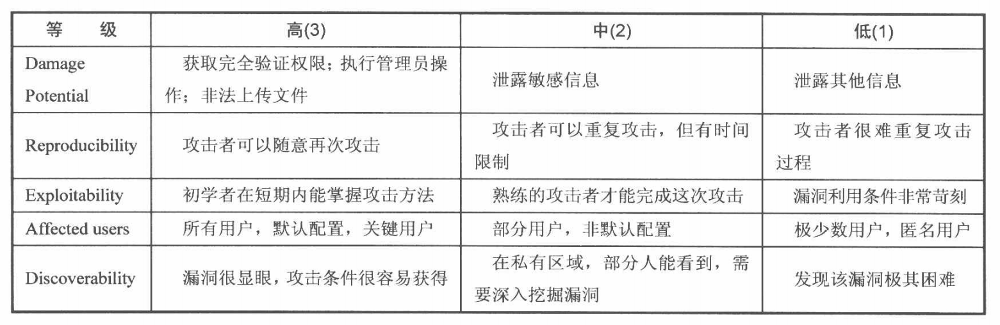 等 级 高(3) 中(2) 低(1)
Damage
Potential
获取完全验证权限；执行管理员操
作；非法上传文件
泄露敏感信息
泄露其他信息
Reproducibility
攻击者可以随意再次攻击
攻击者可以重复攻击，但有时间
限制
攻击者很难重复攻击
过程
Exploitability
初学者在短期内能掌握攻击方法
熟练的攻击者才能完成这次攻击
漏洞利用条件非常苛刻
Affected users
所有用户，默认配置，关键用户
部分用户，非默认配置
极少数用户，匿名用户
Discoverability
漏洞很显眼，攻击条件很容易获得
在私有区域，部分人能看到，需
要深入挖掘漏洞
发现该漏洞极其困难